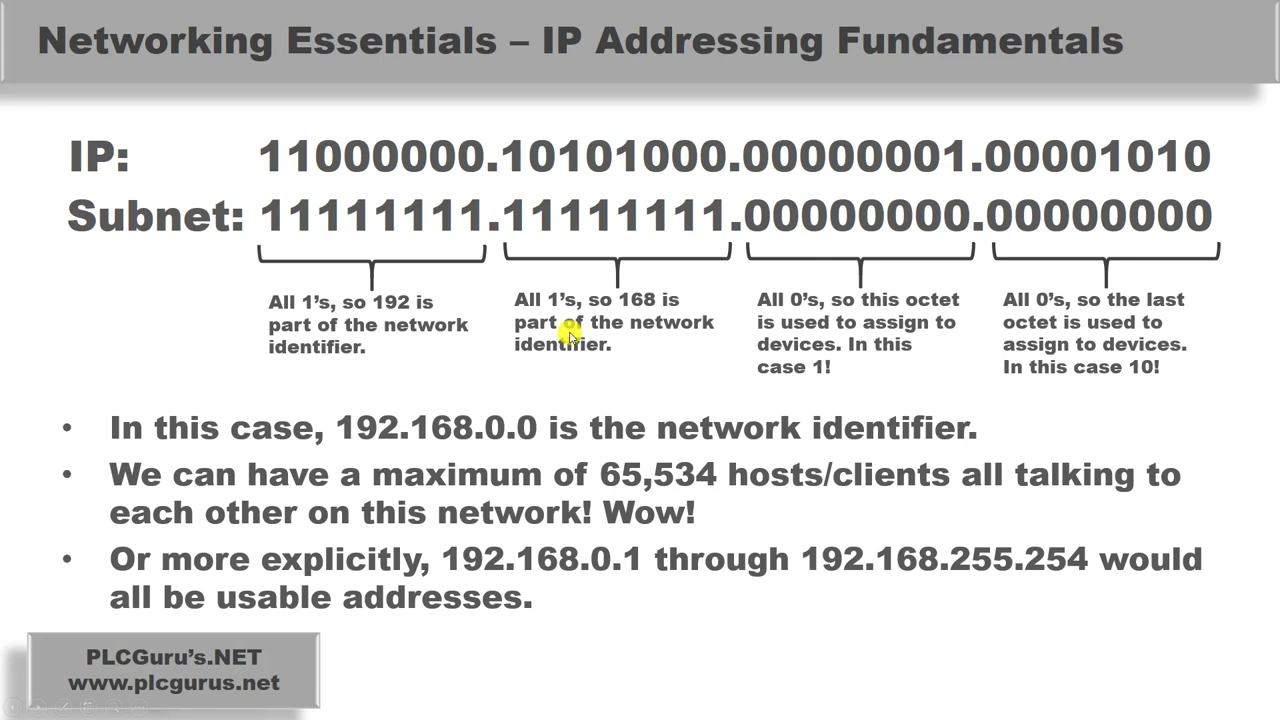 Networking Essentials – IP Addressing Fundamentals
IP: 11000000.10101000.00000001.00001010
Subnet: 11111111.11111111.00000000.00000000
All 1's, so 192 is
part of the network
identifier.
All 1's, so 168 is
part of the network
identifier.
All 0's, so this octet
is used to assign to
devices. In this
case 1!
All 0's, so the last
octet is used to
assign to devices.
In this case 10!
• In this case, 192.168.0.0 is the network identifier.
• We can have a maximum of 65,534 hosts/clients all talking to
each other on this network! Wow!
• Or more explicitly, 192.168.0.1 through 192.168.255.254 would
all be usable addresses.
PLCGuru's.NET
www.plcgurus.net